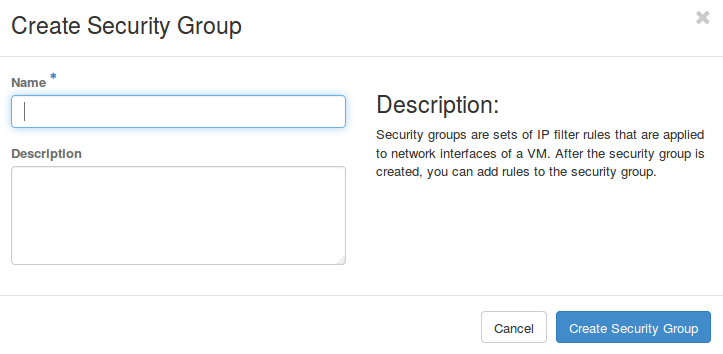 Create Security Group
Name *
Description
Description:
Security groups are sets of IP filter rules that are applied
to network interfaces of a VM. After the security group is
created, you can add rules to the security group.
Cancel
Create Security Group